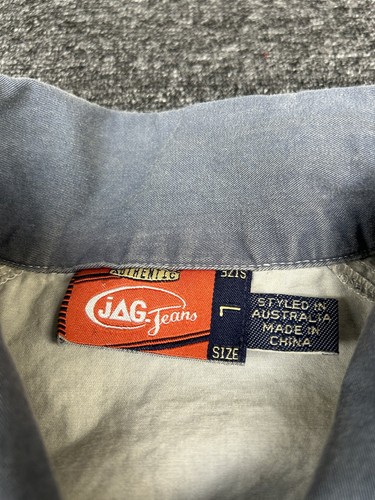 AUTHENTIC
JAG Jeans
SIZE
L
SIZE
STYLED IN
AUSTRALIA
MADE IN
CHINA